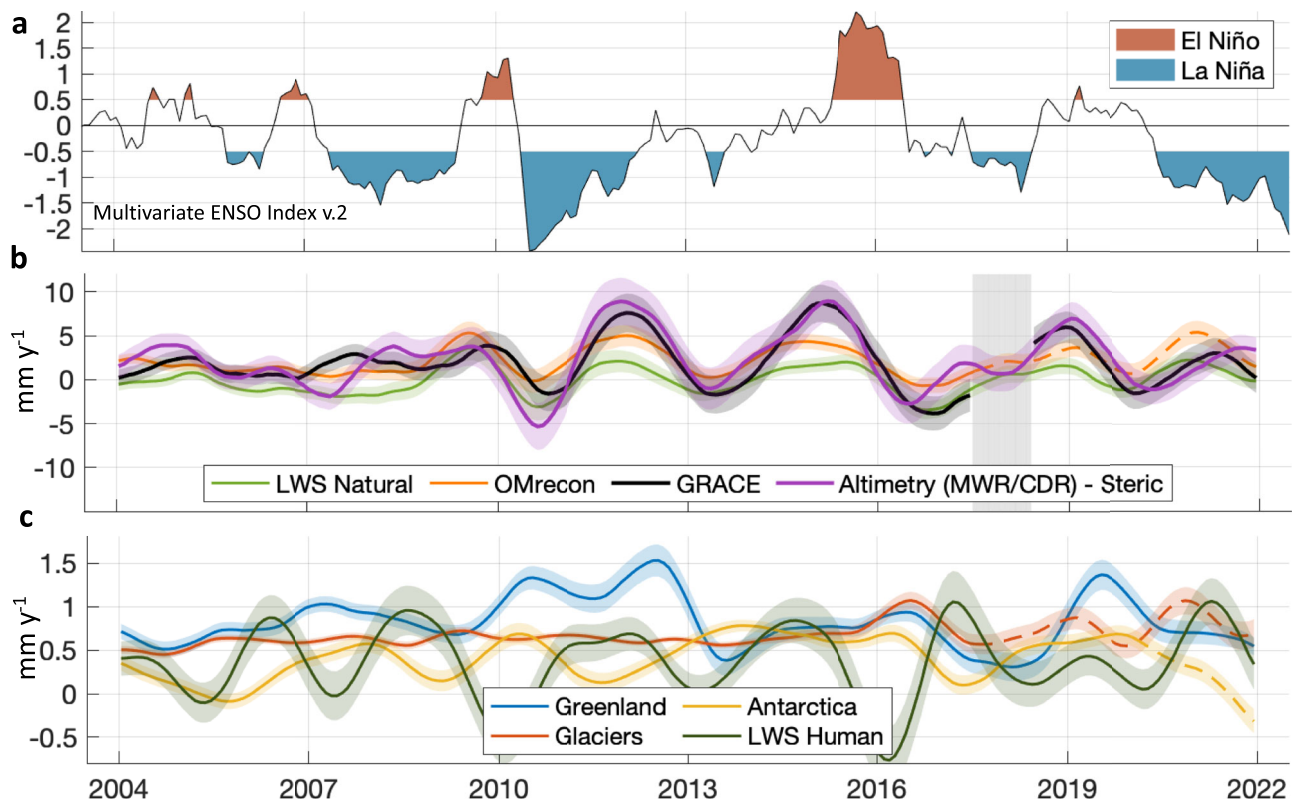 a
2
1.5
1
0.5
0
-0.5
-1
-1.5
-2
El Niño
La Niña
Multivariate ENSO Index v.2
b
10
5
0
-5
-10
mm y-1
LWS Natural OMrecon GRACE Altimetry (MWR/CDR) - Steric
c
1.5
1
0.5
0
-0.5
mm y-1
Greenland Antarctica
Glaciers LWS Human
2004 2007 2010 2013 2016 2019 2022